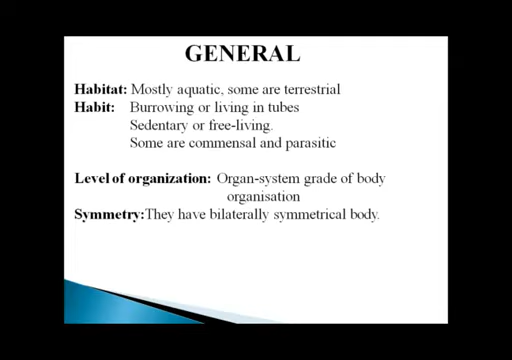 GENERAL
Habitat: Mostly aquatic, some are terrestrial
Habit: Burrowing or living in tubes
Sedentary or free-living.
Some are commensal and parasitic
Level of organization: Organ-system grade of body
organisation
Symmetry:They have bilaterally symmetrical body.